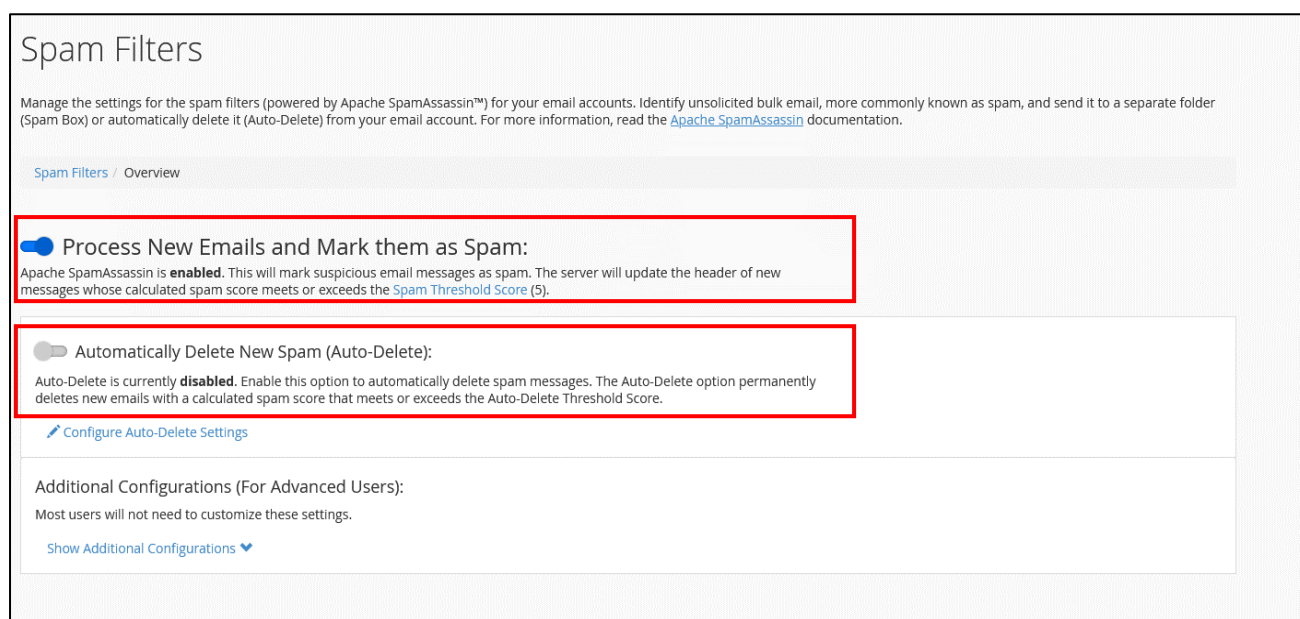 Spam Filters
Manage the settings for the spam filters (powered by Apache SpamAssassin™) for your email accounts. Identify unsolicited bulk email, more commonly known as spam, and send it to a separate folder
(Spam Box) or automatically delete it (Auto-Delete) from your email account. For more information, read the Apache SpamAssassin documentation.
Spam Filters / Overview
Process New Emails and Mark them as Spam:
Apache SpamAssassin is enabled. This will mark suspicious email messages as spam. The server will update the header of new
messages whose calculated spam score meets or exceeds the Spam Threshold Score (5).
Automatically Delete New Spam (Auto-Delete):
Auto-Delete is currently disabled. Enable this option to automatically delete spam messages. The Auto-Delete option permanently
deletes new emails with a calculated spam score that meets or exceeds the Auto-Delete Threshold Score.
Configure Auto-Delete Settings
Additional Configurations (For Advanced Users):
Most users will not need to customize these settings.
Show Additional Configurations